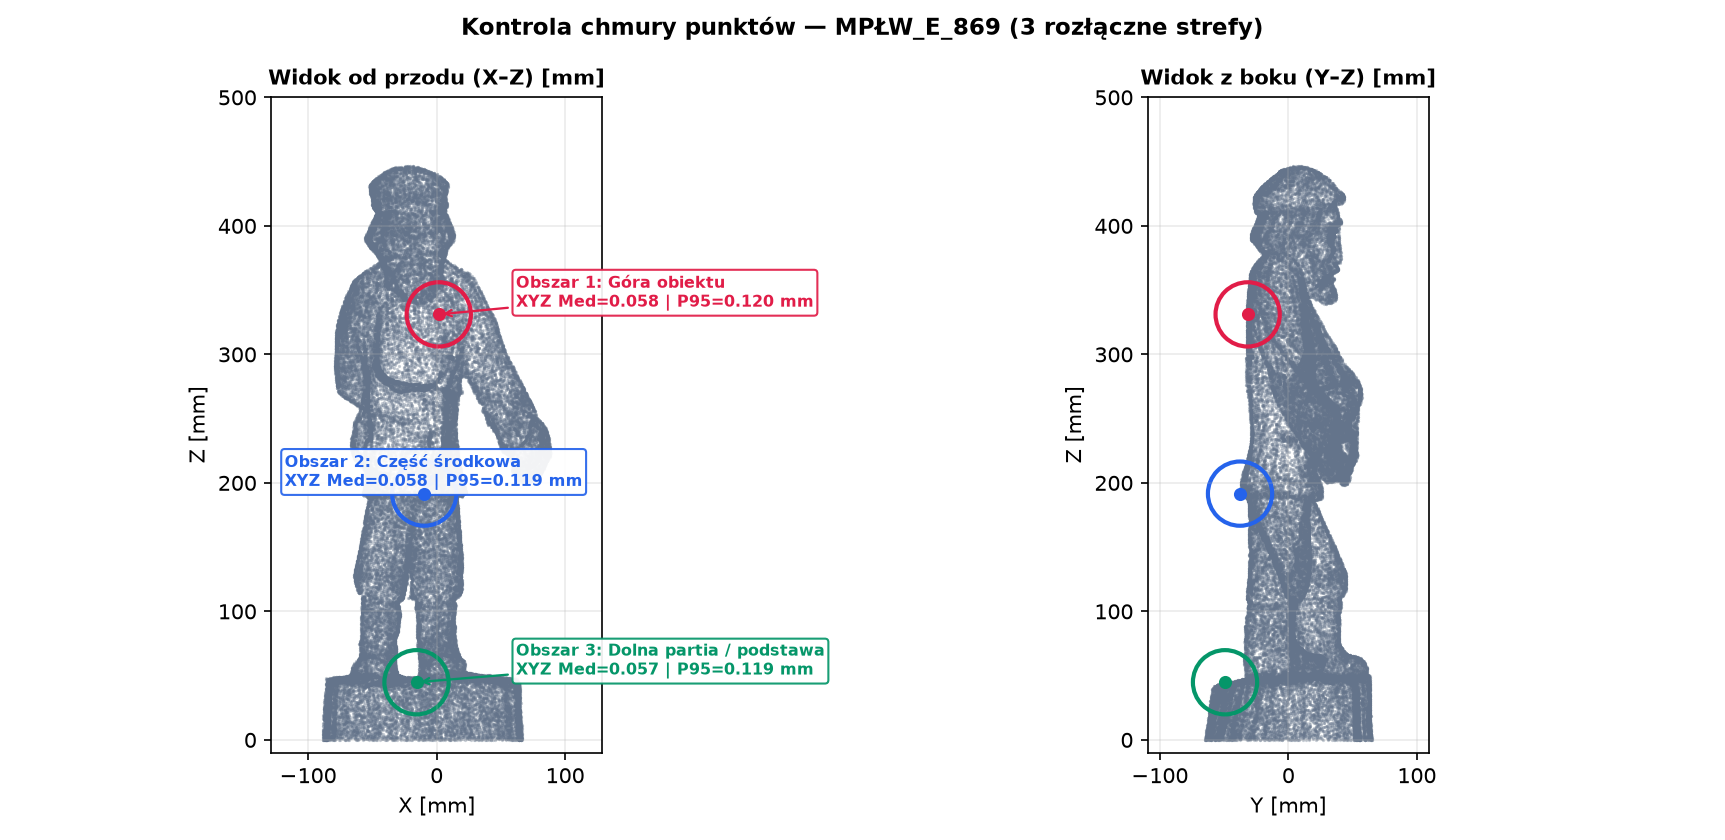 Kontrola chmury punktów — MPŁW_E_869 (3 rozłączne strefy)
Widok od przodu (X–Z) [mm]
500
400
300
200
100
0
Z [mm]
−100
0
100
X [mm]
Obszar 1: Góra obiektu
XYZ Med=0.058 | P95=0.120 mm
Obszar 2: Część środkowa
XYZ Med=0.058 | P95=0.119 mm
Obszar 3: Dolna partia / podstawa
XYZ Med=0.057 | P95=0.119 mm
Widok z boku (Y–Z) [mm]
500
400
300
200
100
0
Z [mm]
−100
0
100
Y [mm]